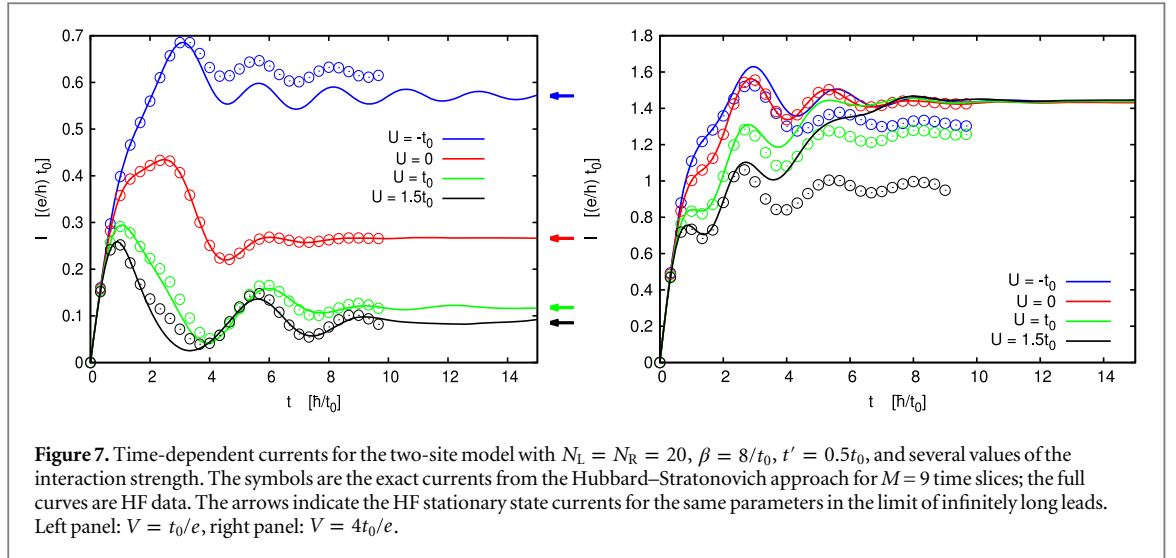 0.7
0.6
0.5
0.4
0.3
0.2
0.1
0
I [(e/h) t₀]
U = -t₀
U = 0
U = t₀
U = 1.5t₀
0 2 4 6 8 10 12 14
t [ħ/t₀]
1.8
1.6
1.4
1.2
1
0.8
0.6
0.4
0.2
0
I [(e/h) t₀]
U = -t₀
U = 0
U = t₀
U = 1.5t₀
0 2 4 6 8 10 12 14
t [ħ/t₀]
Figure 7. Time-dependent currents for the two-site model with N_L = N_R = 20, β = 8/t₀, t′ = 0.5t₀, and several values of the
interaction strength. The symbols are the exact currents from the Hubbard–Stratonovich approach for M = 9 time slices; the full
curves are HF data. The arrows indicate the HF stationary state currents for the same parameters in the limit of infinitely long leads.
Left panel: V = t₀/e, right panel: V = 4t₀/e.